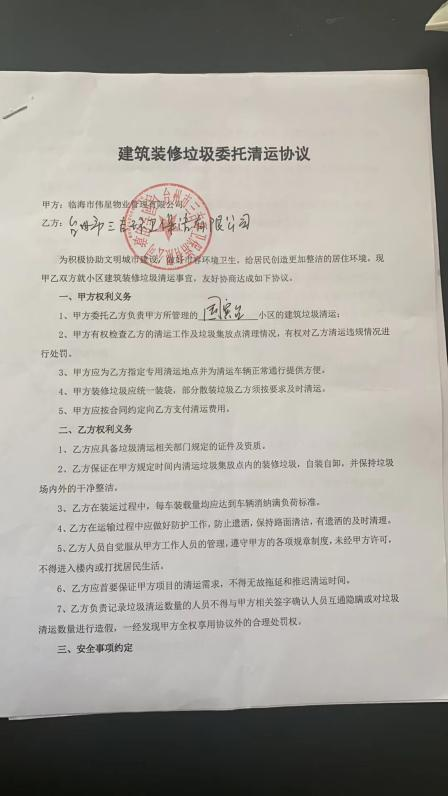 建筑装修垃圾委托清运协议
甲方：临海市伟星物业管理有限公司
乙方：台州市三吉环卫保洁有限公司
为积极协助文明城市建设，做好市容环境卫生，给居民创造更加整洁的居住环境，现
甲乙双方就小区建筑装修垃圾清运事宜，友好协商达成如下协议。
一、甲方权利义务
1、甲方委托乙方负责甲方所管理的 国宾 小区的建筑垃圾清运；
2、甲方有权检查乙方的清运工作及垃圾集放点清理情况，有权对乙方清运违规情况进
行处罚。
3、甲方应为乙方指定专用清运地点并为清运车辆正常通行提供方便。
4、甲方装修垃圾应统一装袋，部分散装垃圾乙方须按要求及时清运。
5、甲方应按合同约定向乙方支付清运费用。
二、乙方权利义务
1、乙方应具备垃圾清运相关部门规定的证件及资质。
2、乙方保证在甲方规定时间内清运垃圾集放点内的装修垃圾，自装自卸，并保持垃圾
场内外的干净整洁。
3、乙方在装运过程中，每车装载量均应达到车辆消纳满负荷标准。
4、乙方在运输过程中应做好防护工作，防止遗洒，保持路面清洁，有遗洒的及时清理。
5、乙方人员自觉服从甲方工作人员的管理，遵守甲方的各项规章制度，未经甲方许可，
不得进入楼内或打扰居民生活。
6、乙方应首要保证甲方项目的清运需求，不得无故拖延和推迟清运时间。
7、乙方负责记录垃圾清运数量的人员不得与甲方相关签字确认人员互通隐瞒或对垃圾
清运数量进行造假，一经发现甲方全权享用协议外的合理处罚权。
三、安全事项约定